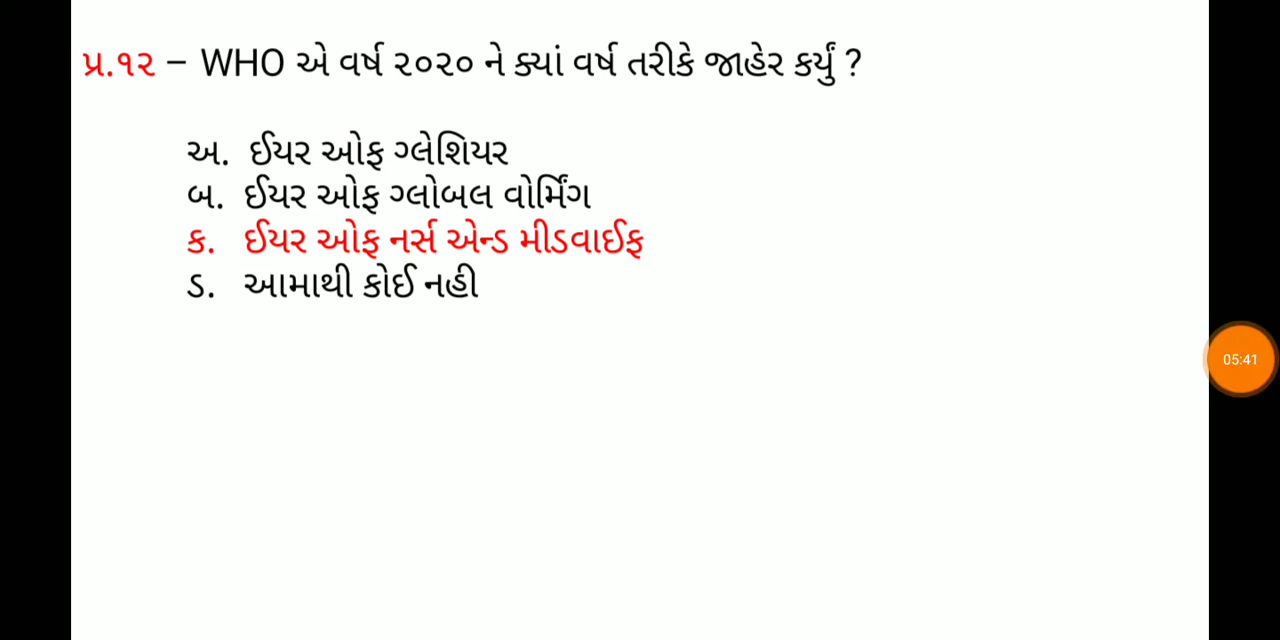 પ્ર.૧૨ – WHO એ વર્ષ ૨૦૨૦ ને ક્યાં વર્ષ તરીકે જાહેર કર્યું ?
અ. ઈયર ઓફ ગ્લેશિયર
બ. ઈયર ઓફ ગ્લોબલ વોર્મિંગ
ક. ઈયર ઓફ નર્સ એન્ડ મીડવાઈફ
ડ. આમાથી કોઈ નહી
05:41